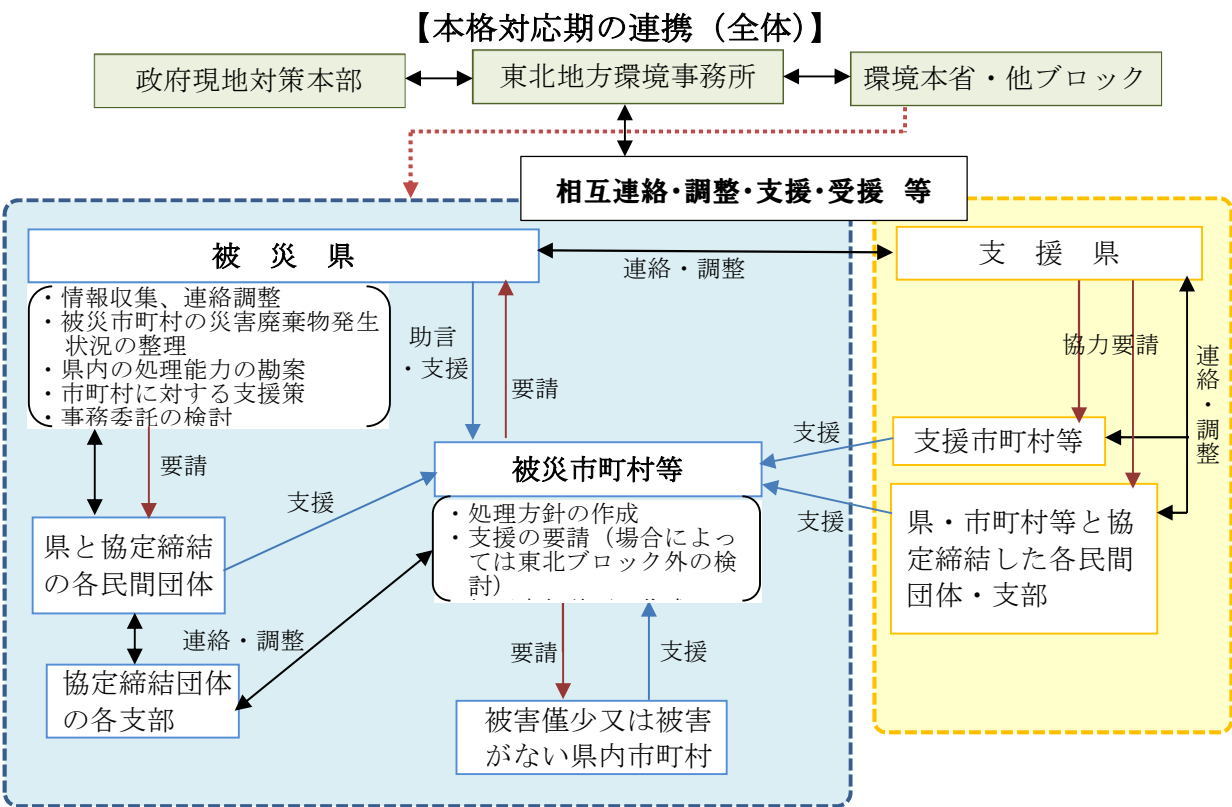 【本格対応期の連携（全体）】
政府現地対策本部
東北地方環境事務所
環境本省・他ブロック
相互連絡・調整・支援・受援 等
被 災 県
・情報収集、連絡調整
・被災市町村の災害廃棄物発生
状況の整理
・県内の処理能力の勘案
・市町村に対する支援策
・事務委託の検討
連絡・調整
支 援 県
助言
・支援
要請
協力要請
連絡・調整
要請
支援
被災市町村等
・処理方針の作成
・支援の要請（場合によっ
ては東北ブロック外の検
討）
支援
支援市町村等
支援
県・市町村等と協
定締結した各民間
団体・支部
県と協定締結
の各民間団体
連絡・調整
協定締結団体
の各支部
要請
支援
被害僅少又は被害
がない県内市町村